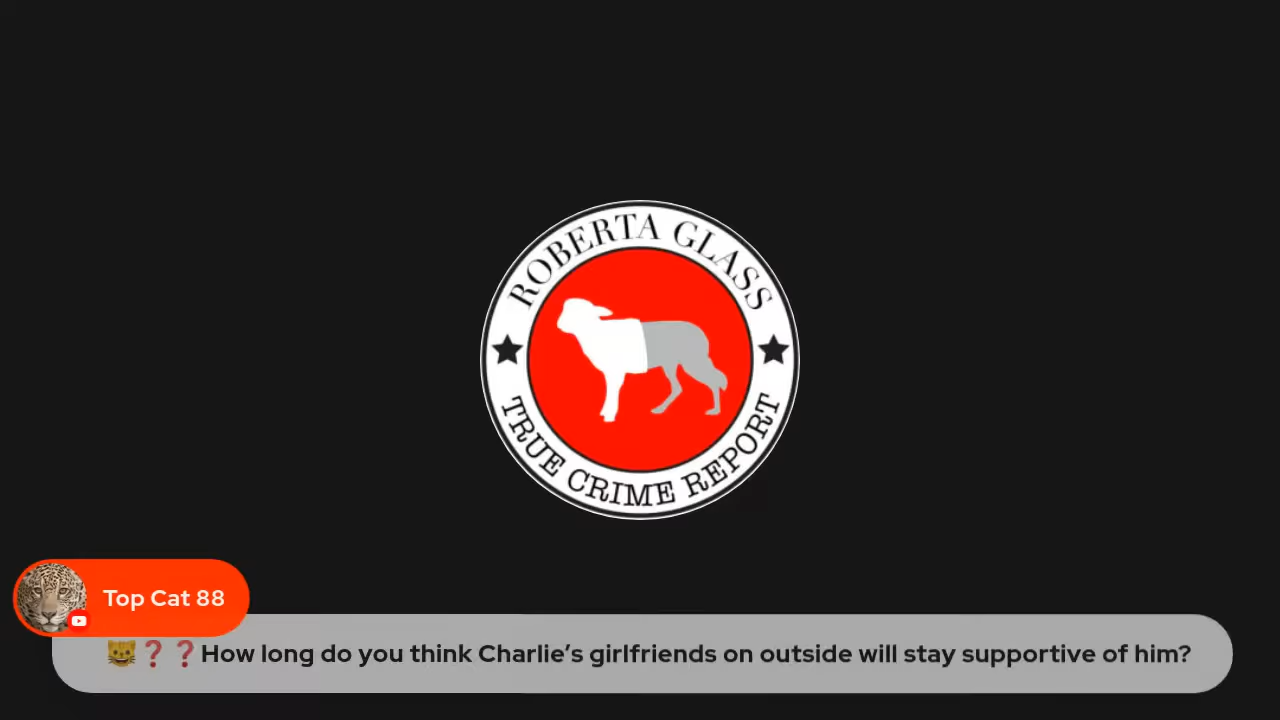 ROBERTA GLASS
TRUE CRIME REPORT
Top Cat 88
😺❓❓How long do you think Charlie’s girlfriends on outside will stay supportive of him?